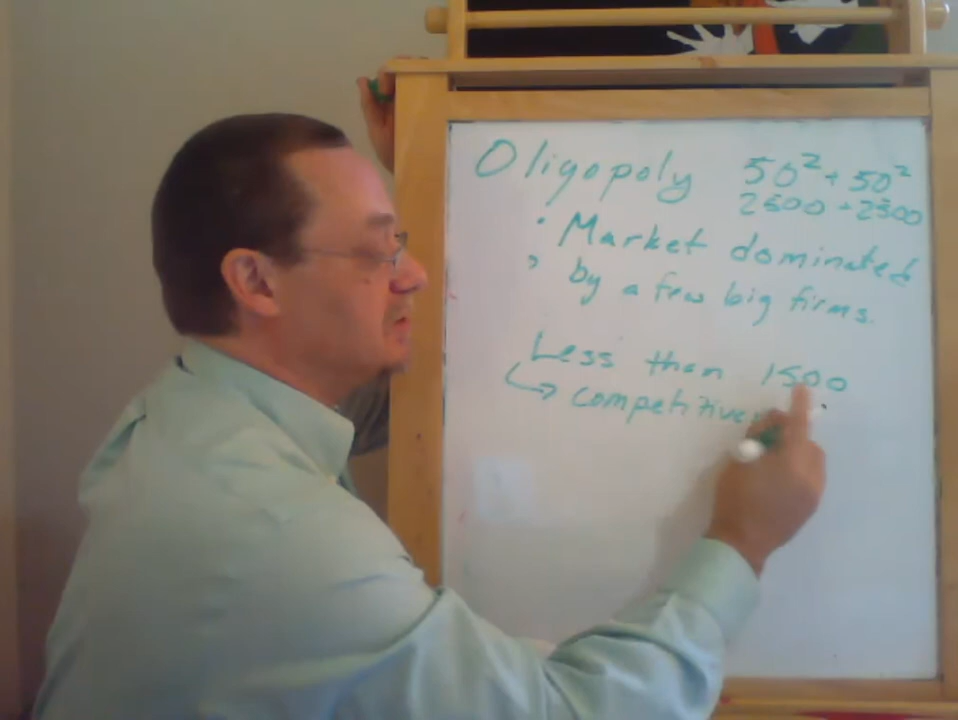 Oligopoly 50² + 50²
2500 + 2500
• Market dominated
by a few big firms.
Less than 1500
↳ competitive